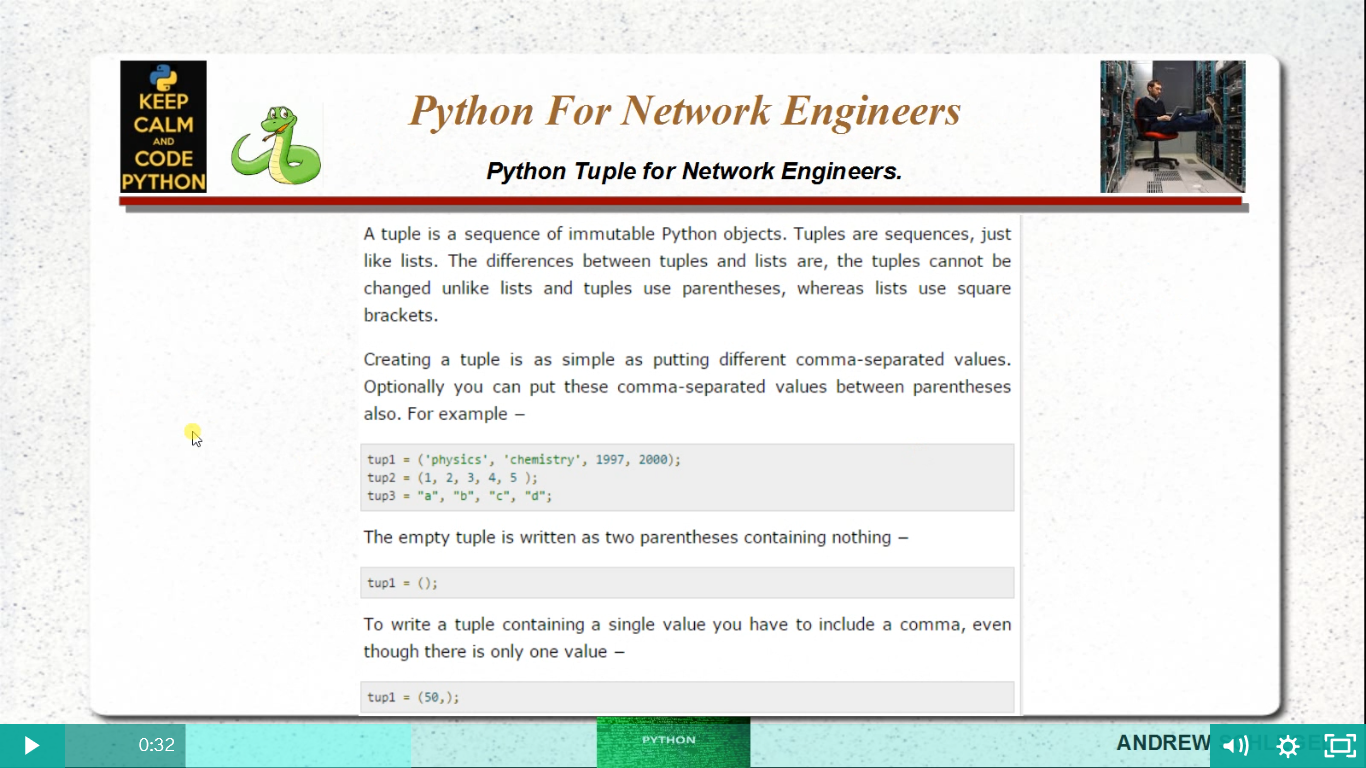 KEEP
CALM
AND
CODE
PYTHON
Python For Network Engineers
Python Tuple for Network Engineers.
A tuple is a sequence of immutable Python objects. Tuples are sequences, just
like lists. The differences between tuples and lists are, the tuples cannot be
changed unlike lists and tuples use parentheses, whereas lists use square
brackets.
Creating a tuple is as simple as putting different comma-separated values.
Optionally you can put these comma-separated values between parentheses
also. For example –
tup1 = ('physics', 'chemistry', 1997, 2000);
tup2 = (1, 2, 3, 4, 5 );
tup3 = "a", "b", "c", "d";
The empty tuple is written as two parentheses containing nothing –
tup1 = ();
To write a tuple containing a single value you have to include a comma, even
though there is only one value –
tup1 = (50,);
0:32
PYTHON
ANDREW